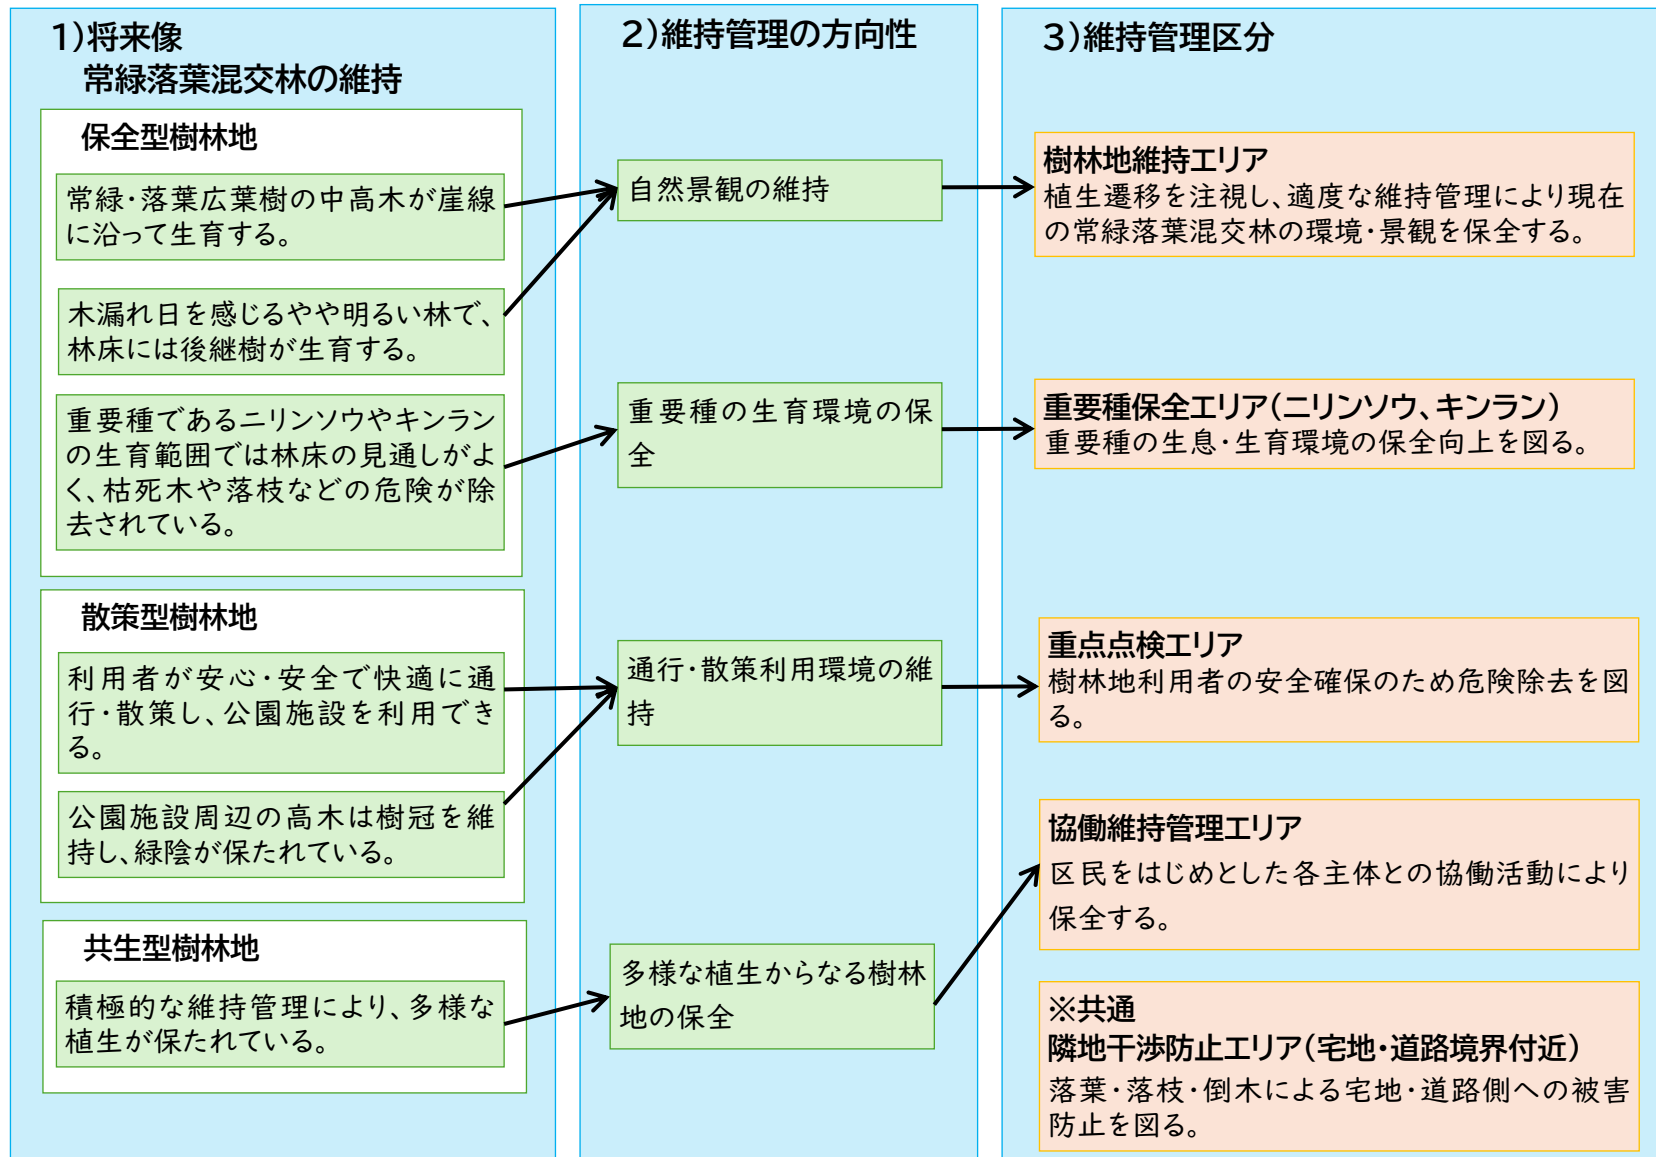 1)将来像
常緑落葉混交林の維持
保全型樹林地
常緑・落葉広葉樹の中高木が崖線
に沿って生育する。
木漏れ日を感じるやや明るい林で、
林床には後継樹が生育する。
重要種であるニリンソウやキンラン
の生育範囲では林床の見通しがよ
く、枯死木や落枝などの危険が除
去されている。
散策型樹林地
利用者が安心・安全で快適に通
行・散策し、公園施設を利用でき
る。
公園施設周辺の高木は樹冠を維
持し、緑陰が保たれている。
共生型樹林地
積極的な維持管理により、多様な
植生が保たれている。
2)維持管理の方向性
自然景観の維持
重要種の生育環境の保
全
通行・散策利用環境の維
持
多様な植生からなる樹林
地の保全
3)維持管理区分
樹林地維持エリア
植生遷移を注視し、適度な維持管理により現在
の常緑落葉混交林の環境・景観を保全する。
重要種保全エリア(ニリンソウ、キンラン)
重要種の生息・生育環境の保全向上を図る。
重点点検エリア
樹林地利用者の安全確保のため危険除去を図
る。
協働維持管理エリア
区民をはじめとした各主体との協働活動により
保全する。
※共通
隣地干渉防止エリア(宅地・道路境界付近)
落葉・落枝・倒木による宅地・道路側への被害
防止を図る。